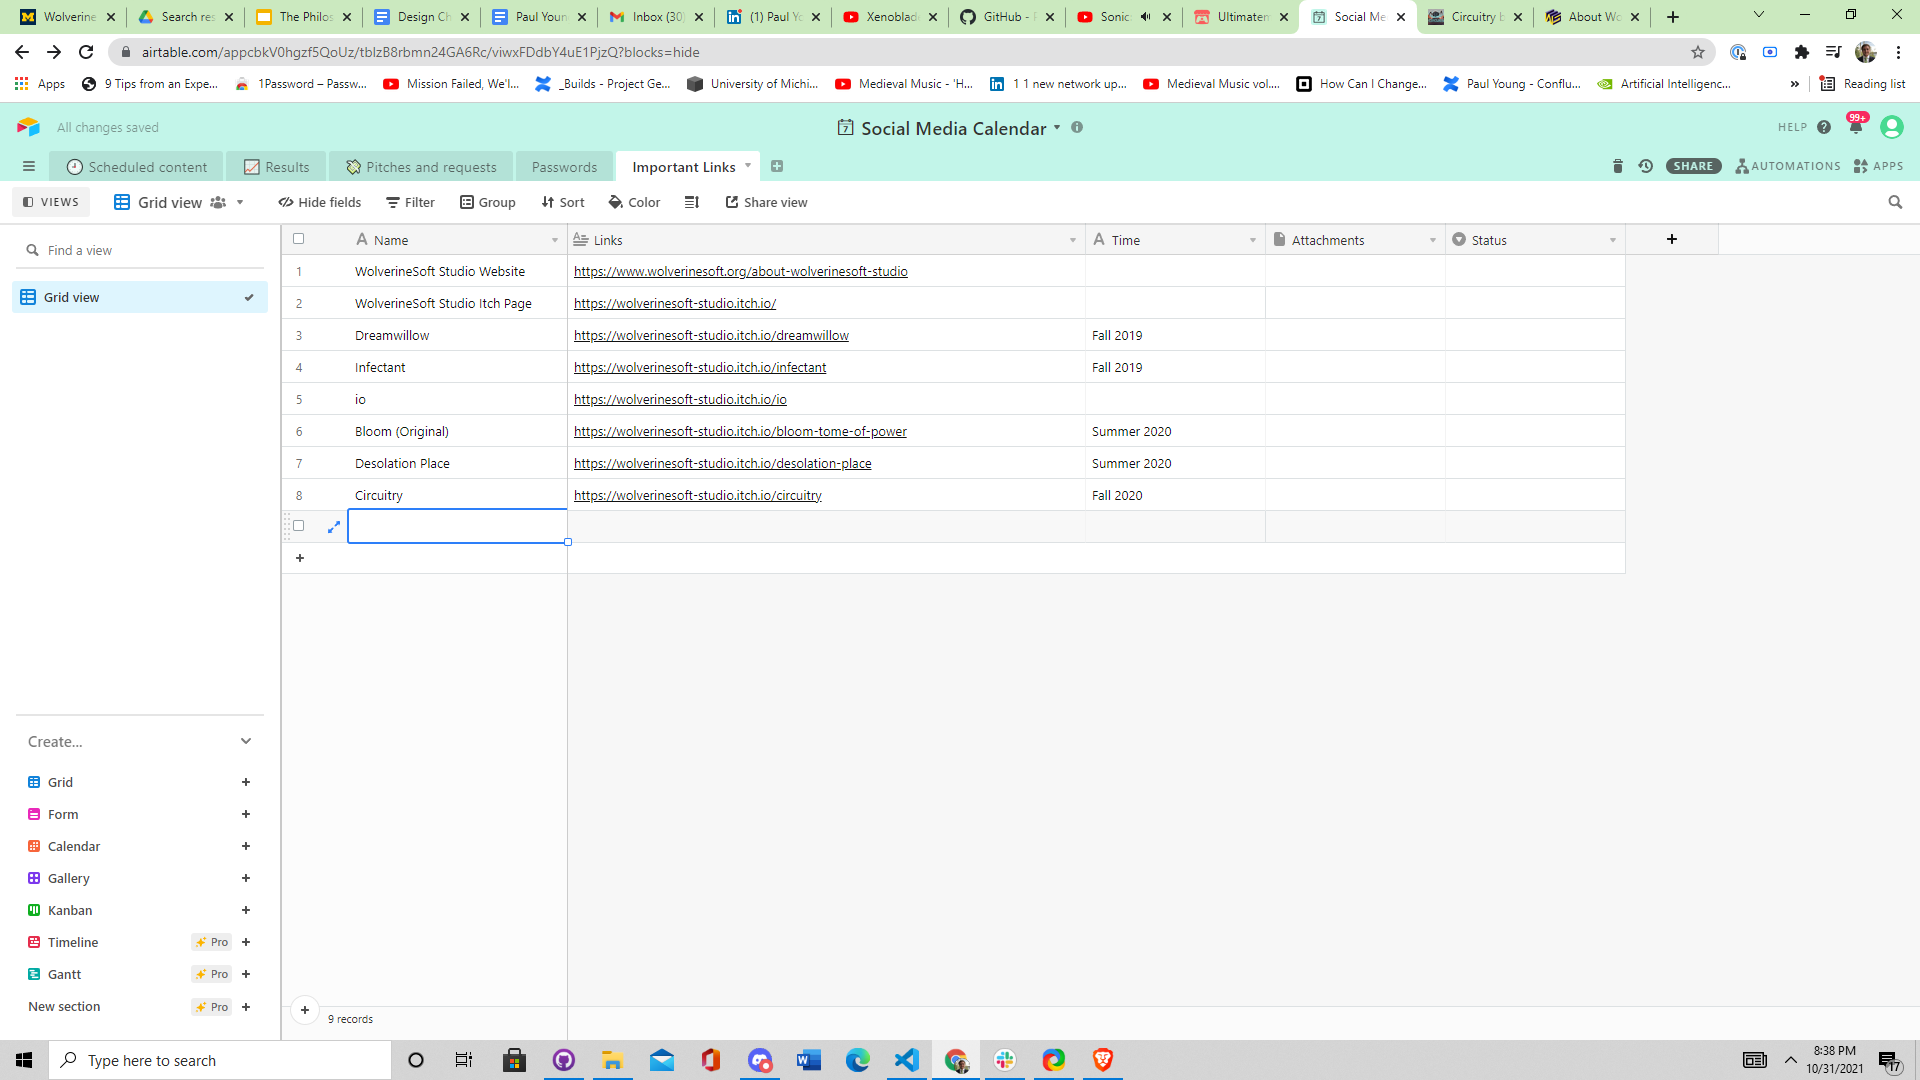 Wolverine
Search res
The Philos
Design Ch
Paul Youn
Inbox (30)
(1) Paul Yo
Xenoblad
GitHub - 
Sonic
Ultimatem
Social Me
Circuitry b
About Wo
airtable.com/appcbkV0hgzf5QoUz/tblzB8rbmn24GA6Rc/viwxFDdbY4uE1PjzQ?blocks=hide
Apps
9 Tips from an Expe...
1Password – Passw...
Mission Failed, We'l...
_Builds - Project Ge...
University of Michi...
Medieval Music - 'H...
1 1 new network up...
Medieval Music vol....
How Can I Change...
Paul Young - Conflu...
Artificial Intelligenc...
»
Reading list
All changes saved
Social Media Calendar
HELP
99+
Scheduled content
Results
Pitches and requests
Passwords
Important Links
SHARE
AUTOMATIONS
APPS
VIEWS
Grid view
Hide fields
Filter
Group
Sort
Color
Share view
Find a view
Grid view
Name Links Time Attachments Status
1 WolverineSoft Studio Website https://www.wolverinesoft.org/about-wolverinesoft-studio
2 WolverineSoft Studio Itch Page https://wolverinesoft-studio.itch.io/
3 Dreamwillow https://wolverinesoft-studio.itch.io/dreamwillow Fall 2019
4 Infectant https://wolverinesoft-studio.itch.io/infectant Fall 2019
5 io https://wolverinesoft-studio.itch.io/io
6 Bloom (Original) https://wolverinesoft-studio.itch.io/bloom-tome-of-power Summer 2020
7 Desolation Place https://wolverinesoft-studio.itch.io/desolation-place Summer 2020
8 Circuitry https://wolverinesoft-studio.itch.io/circuitry Fall 2020
Create...
Grid
Form
Calendar
Gallery
Kanban
Timeline Pro
Gantt Pro
New section Pro
9 records
Type here to search
8:38 PM
10/31/2021
17